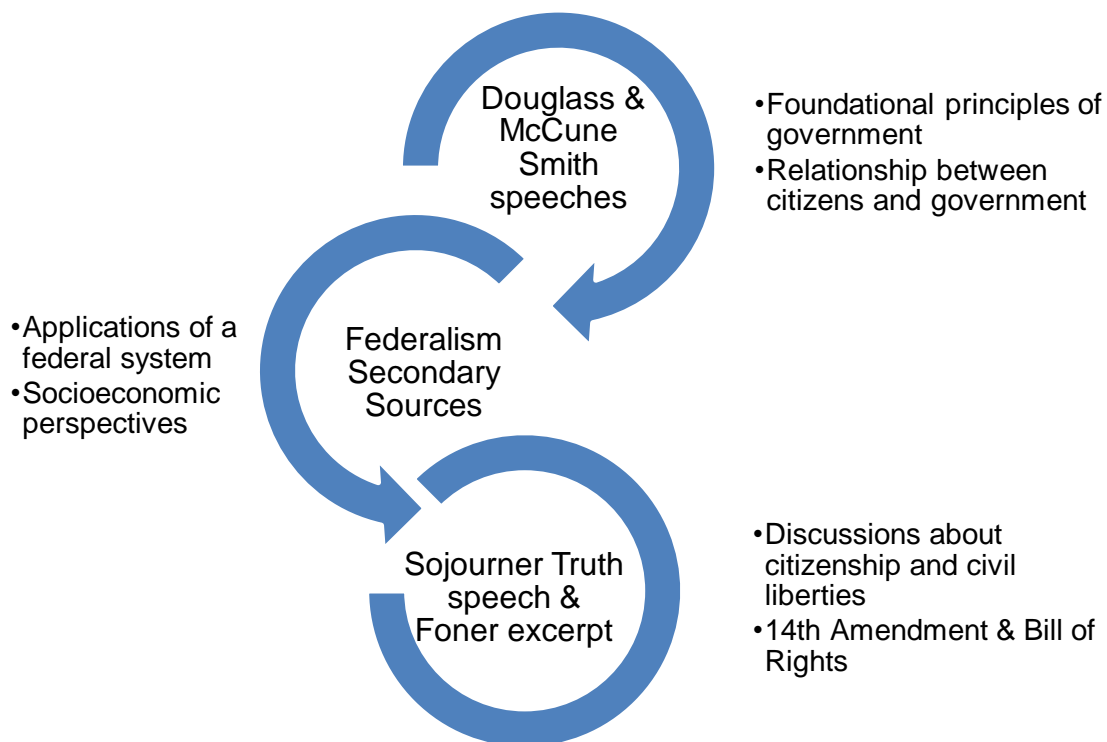 Douglass &
McCune
Smith
speeches
•Foundational principles of
government
•Relationship between
citizens and government
Federalism
Secondary
Sources
•Applications of a
federal system
•Socioeconomic
perspectives
Sojourner Truth
speech &
Foner excerpt
•Discussions about
citizenship and civil
liberties
•14th Amendment & Bill of
Rights